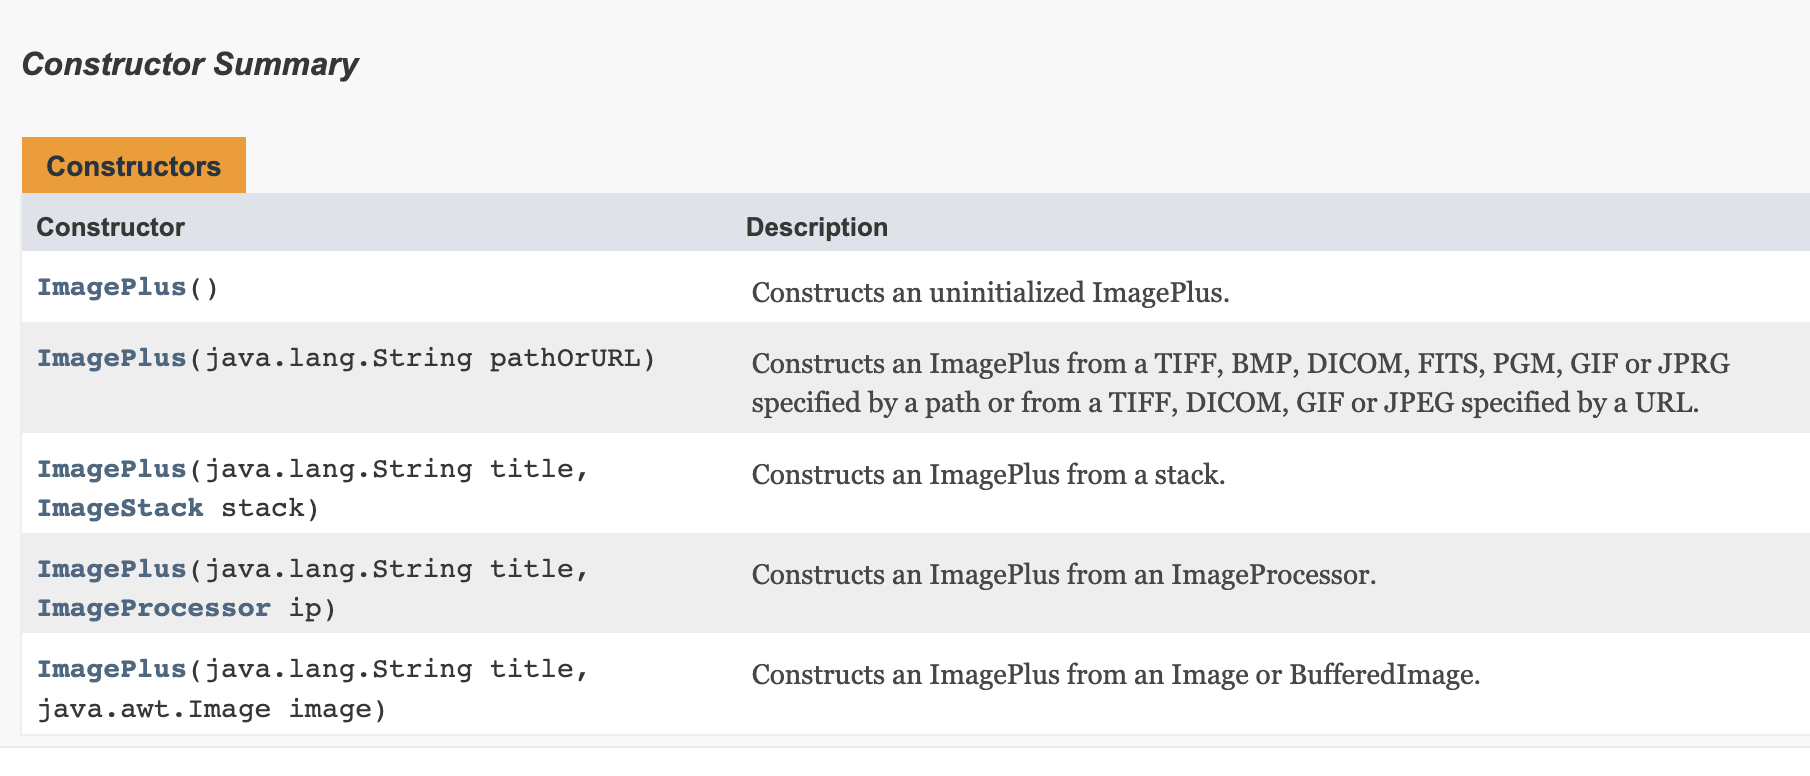 Constructor Summary
Constructors
Constructor Description
ImagePlus() Constructs an uninitialized ImagePlus.
ImagePlus(java.lang.String pathOrURL) Constructs an ImagePlus from a TIFF, BMP, DICOM, FITS, PGM, GIF or JPRG
specified by a path or from a TIFF, DICOM, GIF or JPEG specified by a URL.
ImagePlus(java.lang.String title, Constructs an ImagePlus from a stack.
ImageStack stack)
ImagePlus(java.lang.String title, Constructs an ImagePlus from an ImageProcessor.
ImageProcessor ip)
ImagePlus(java.lang.String title, Constructs an ImagePlus from an Image or BufferedImage.
java.awt.Image image)